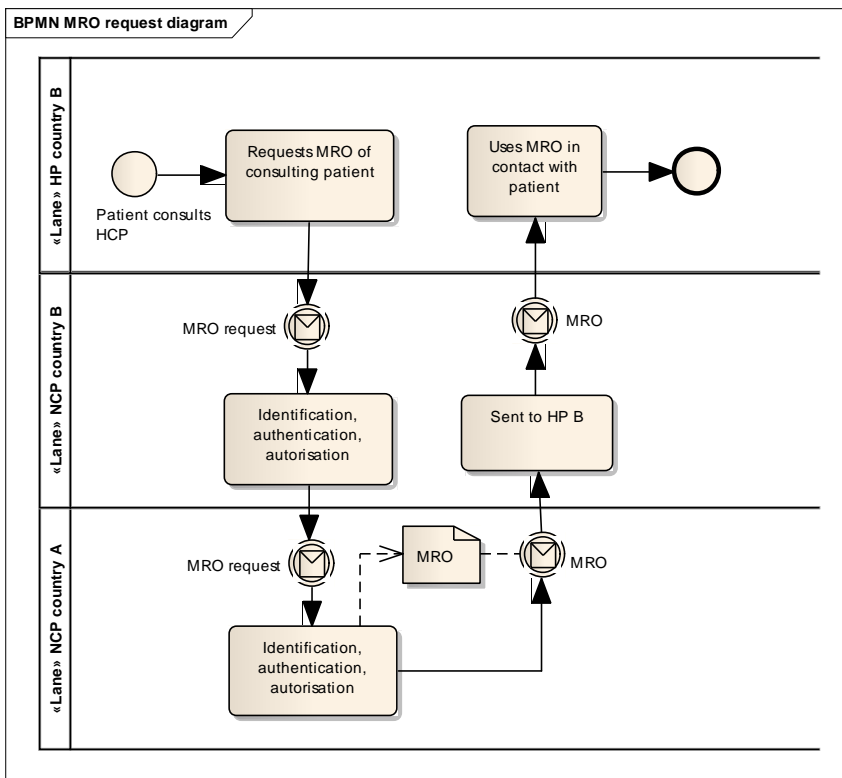 BPMN MRO request diagram
«Lane» HP country B
Requests MRO of
consulting patient
Uses MRO in
contact with
patient
Patient consults
HCP
«Lane» NCP country B
MRO request
MRO
Identification,
authentication,
autorisation
Sent to HP B
«Lane» NCP country A
MRO request
MRO
MRO
Identification,
authentication,
autorisation